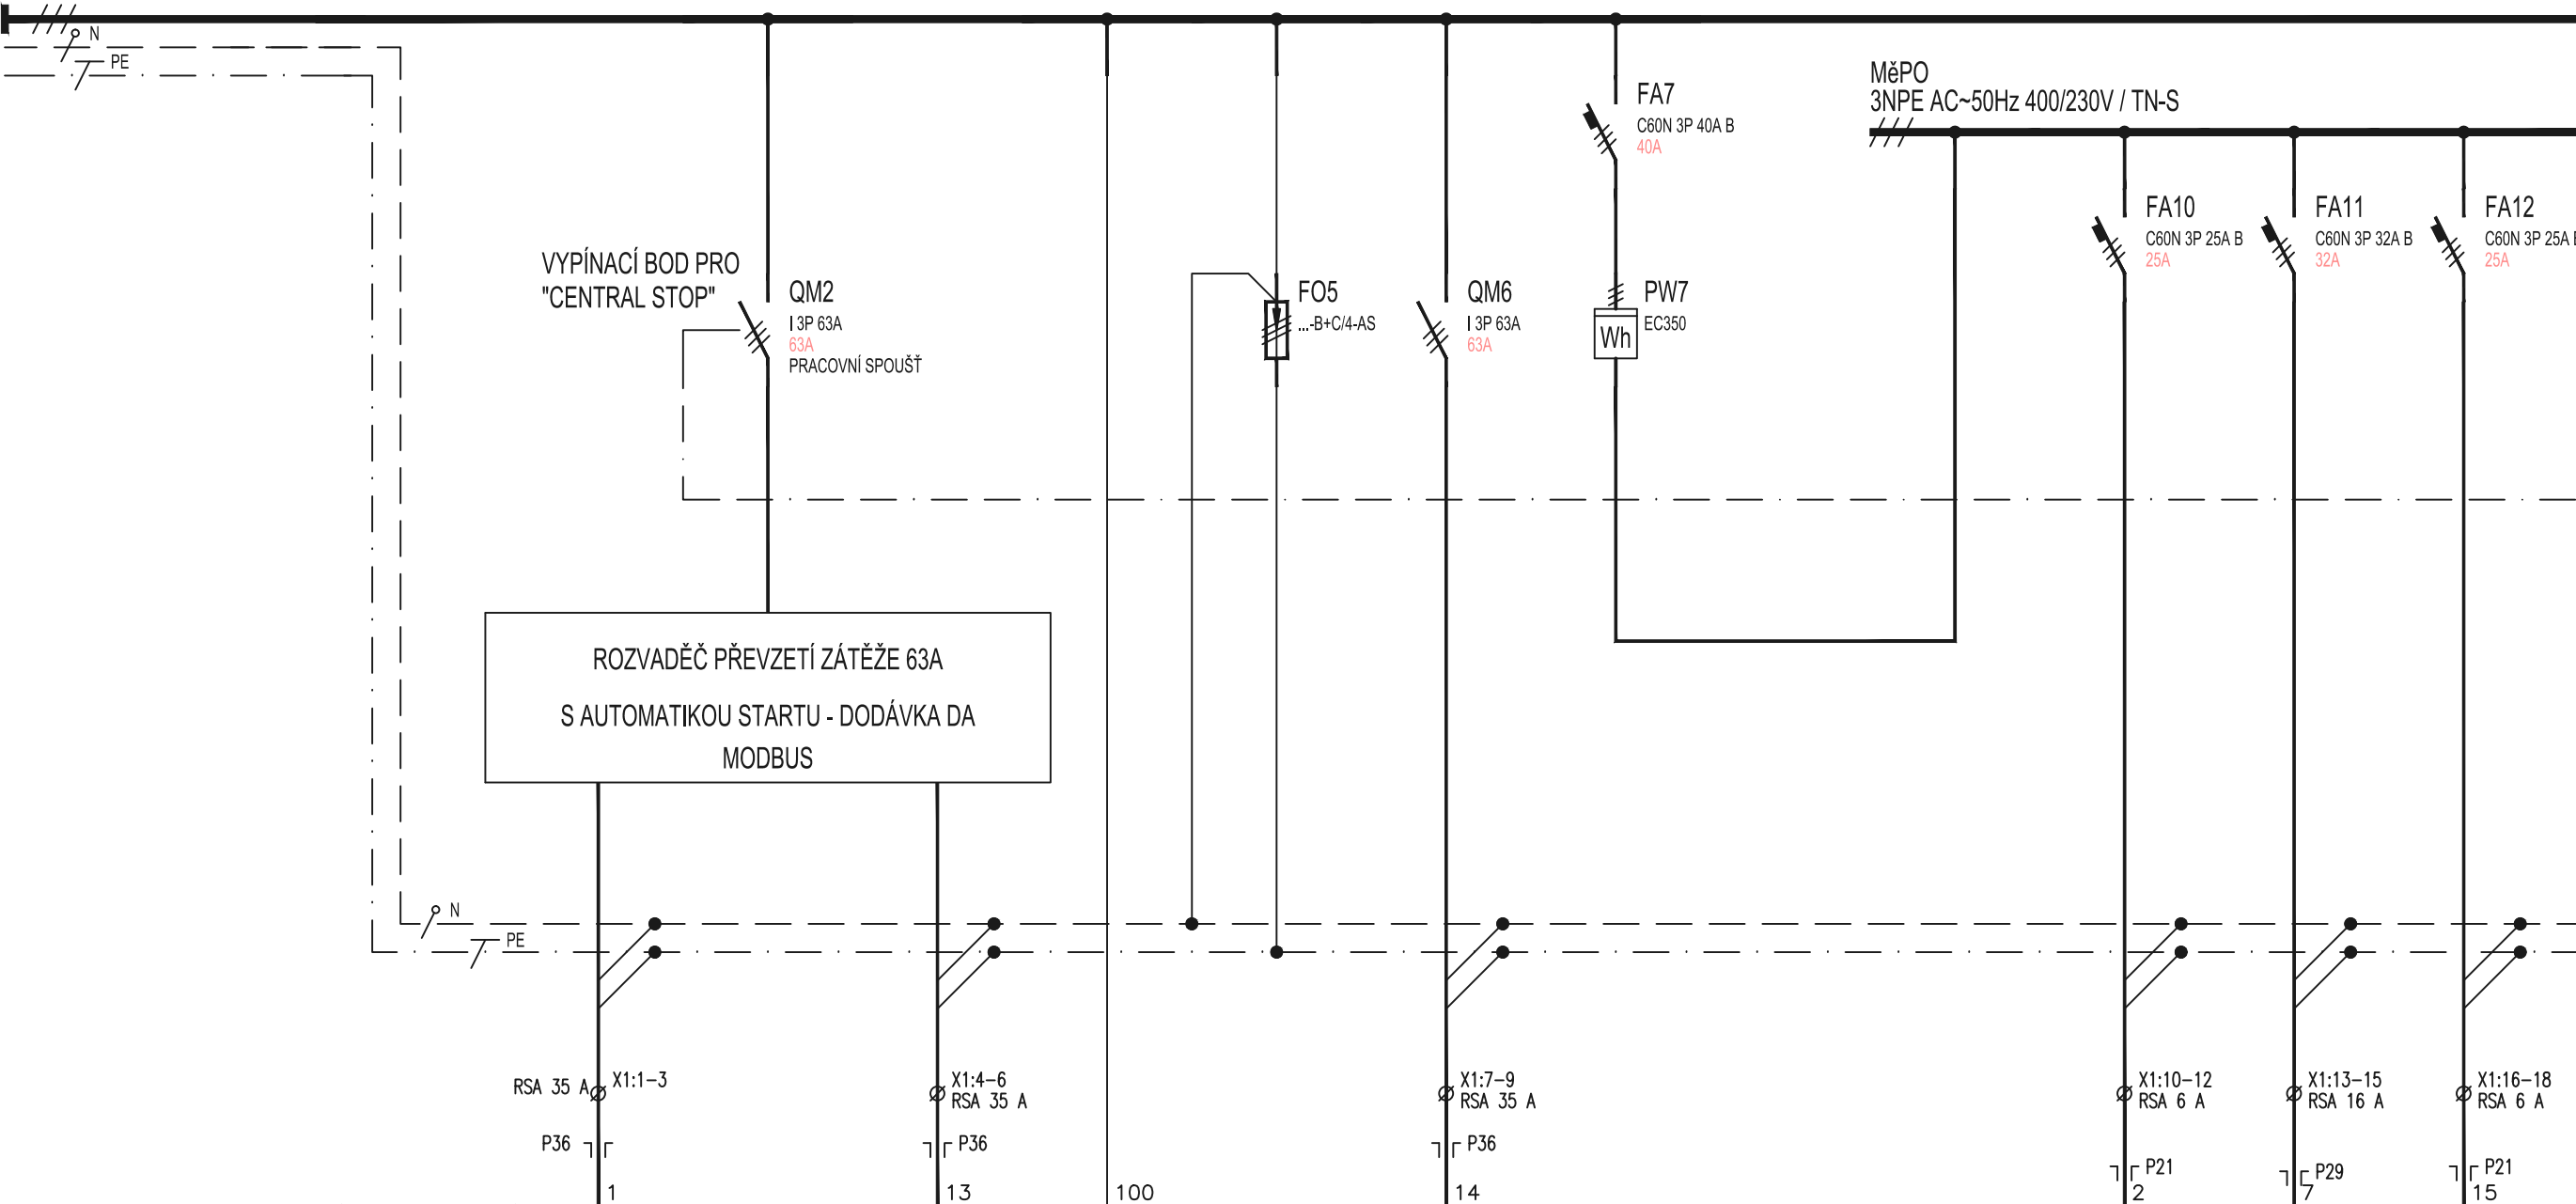 N
PE
MěPO
3NPE AC~50Hz 400/230V / TN-S
FA7
C60N 3P 40A B
40A
FA10
C60N 3P 25A B
25A
FA11
C60N 3P 32A B
32A
FA12
C60N 3P 25A
25A
VYPÍNACÍ BOD PRO
"CENTRAL STOP"
QM2
I 3P 63A
63A
PRACOVNÍ SPOUŠŤ
FO5
...-B+C/4-AS
QM6
I 3P 63A
63A
PW7
EC350
Wh
ROZVADĚČ PŘEVZETÍ ZÁTĚŽE 63A
S AUTOMATIKOU STARTU - DODÁVKA DA
MODBUS
N
PE
RSA 35 A
X1:1-3
X1:4-6
RSA 35 A
X1:7-9
RSA 35 A
X1:10-12
RSA 6 A
X1:13-15
RSA 16 A
X1:16-18
RSA 6 A
P36
P36
P36
P21
P29
P21
1
13
100
14
2
7
15